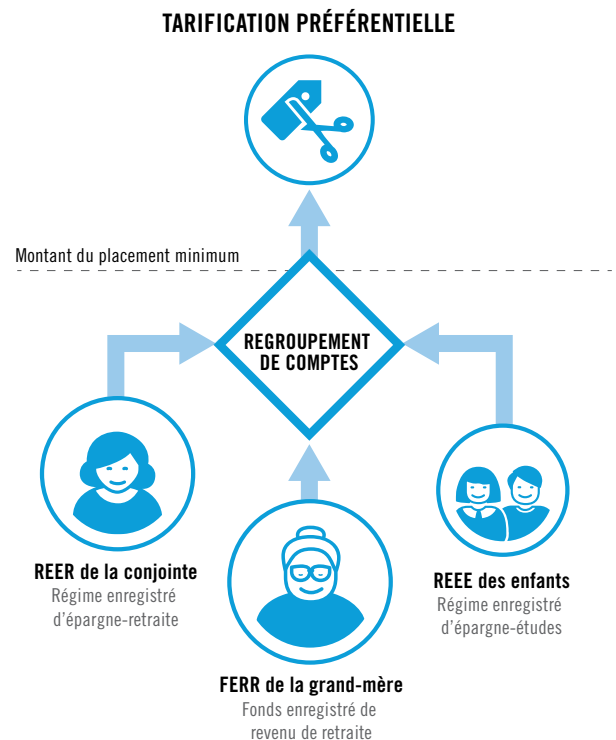 TARIFICATION PRÉFÉRENTIELLE
Montant du placement minimum
REGROUPEMENT
DE COMPTES
REER de la conjointe
Régime enregistré
d'épargne-retraite
FERR de la grand-mère
Fonds enregistré de
revenu de retraite
REEE des enfants
Régime enregistré
d'épargne-études